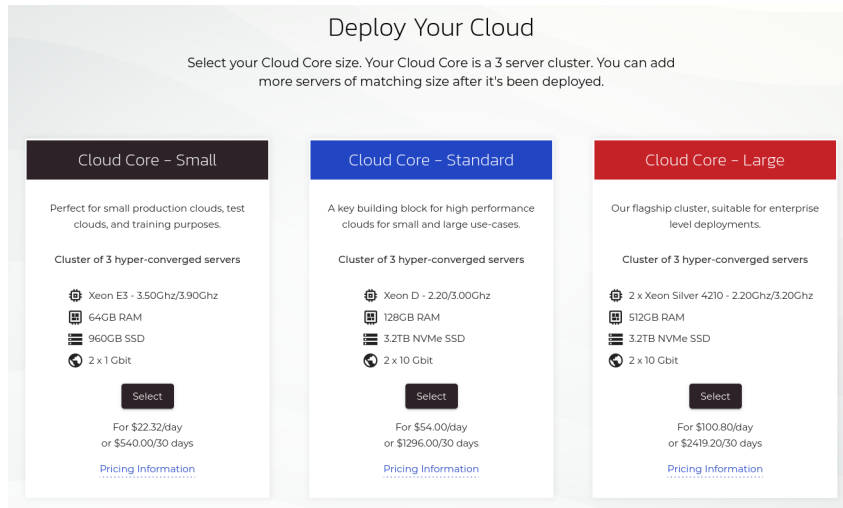 Deploy Your Cloud
Select your Cloud Core size. Your Cloud Core is a 3 server cluster. You can add
more servers of matching size after it's been deployed.
Cloud Core – Small
Perfect for small production clouds, test
clouds, and training purposes.
Cluster of 3 hyper-converged servers
Xeon E3 - 3.50Ghz/3.90Ghz
64GB RAM
960GB SSD
2 x 1 Gbit
Select
For $22.32/day
or $540.00/30 days
Pricing Information
Cloud Core – Standard
A key building block for high performance
clouds for small and large use-cases.
Cluster of 3 hyper-converged servers
Xeon D - 2.20/3.00Ghz
128GB RAM
3.2TB NVMe SSD
2 x 10 Gbit
Select
For $54.00/day
or $1296.00/30 days
Pricing Information
Cloud Core – Large
Our flagship cluster, suitable for enterprise
level deployments.
Cluster of 3 hyper-converged servers
2 x Xeon Silver 4210 - 2.20Ghz/3.20Ghz
512GB RAM
3.2TB NVMe SSD
2 x 10 Gbit
Select
For $100.80/day
or $2419.20/30 days
Pricing Information